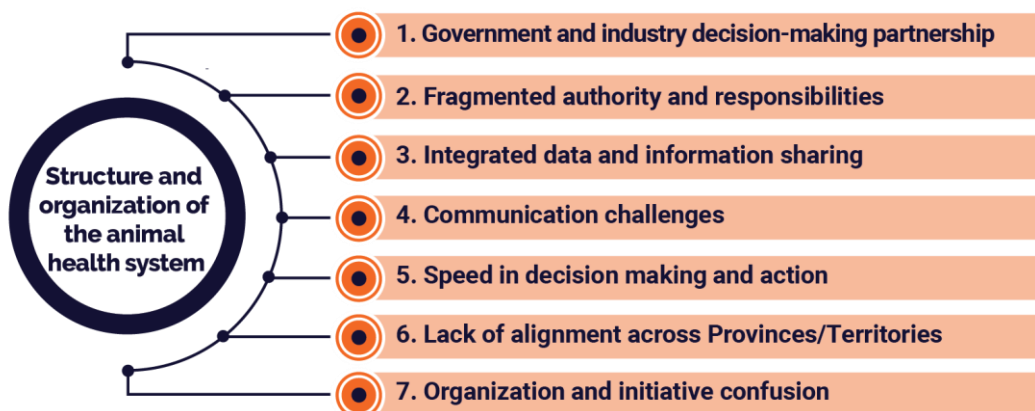 Structure and
organization of
the animal
health system
1. Government and industry decision-making partnership
2. Fragmented authority and responsibilities
3. Integrated data and information sharing
4. Communication challenges
5. Speed in decision making and action
6. Lack of alignment across Provinces/Territories
7. Organization and initiative confusion